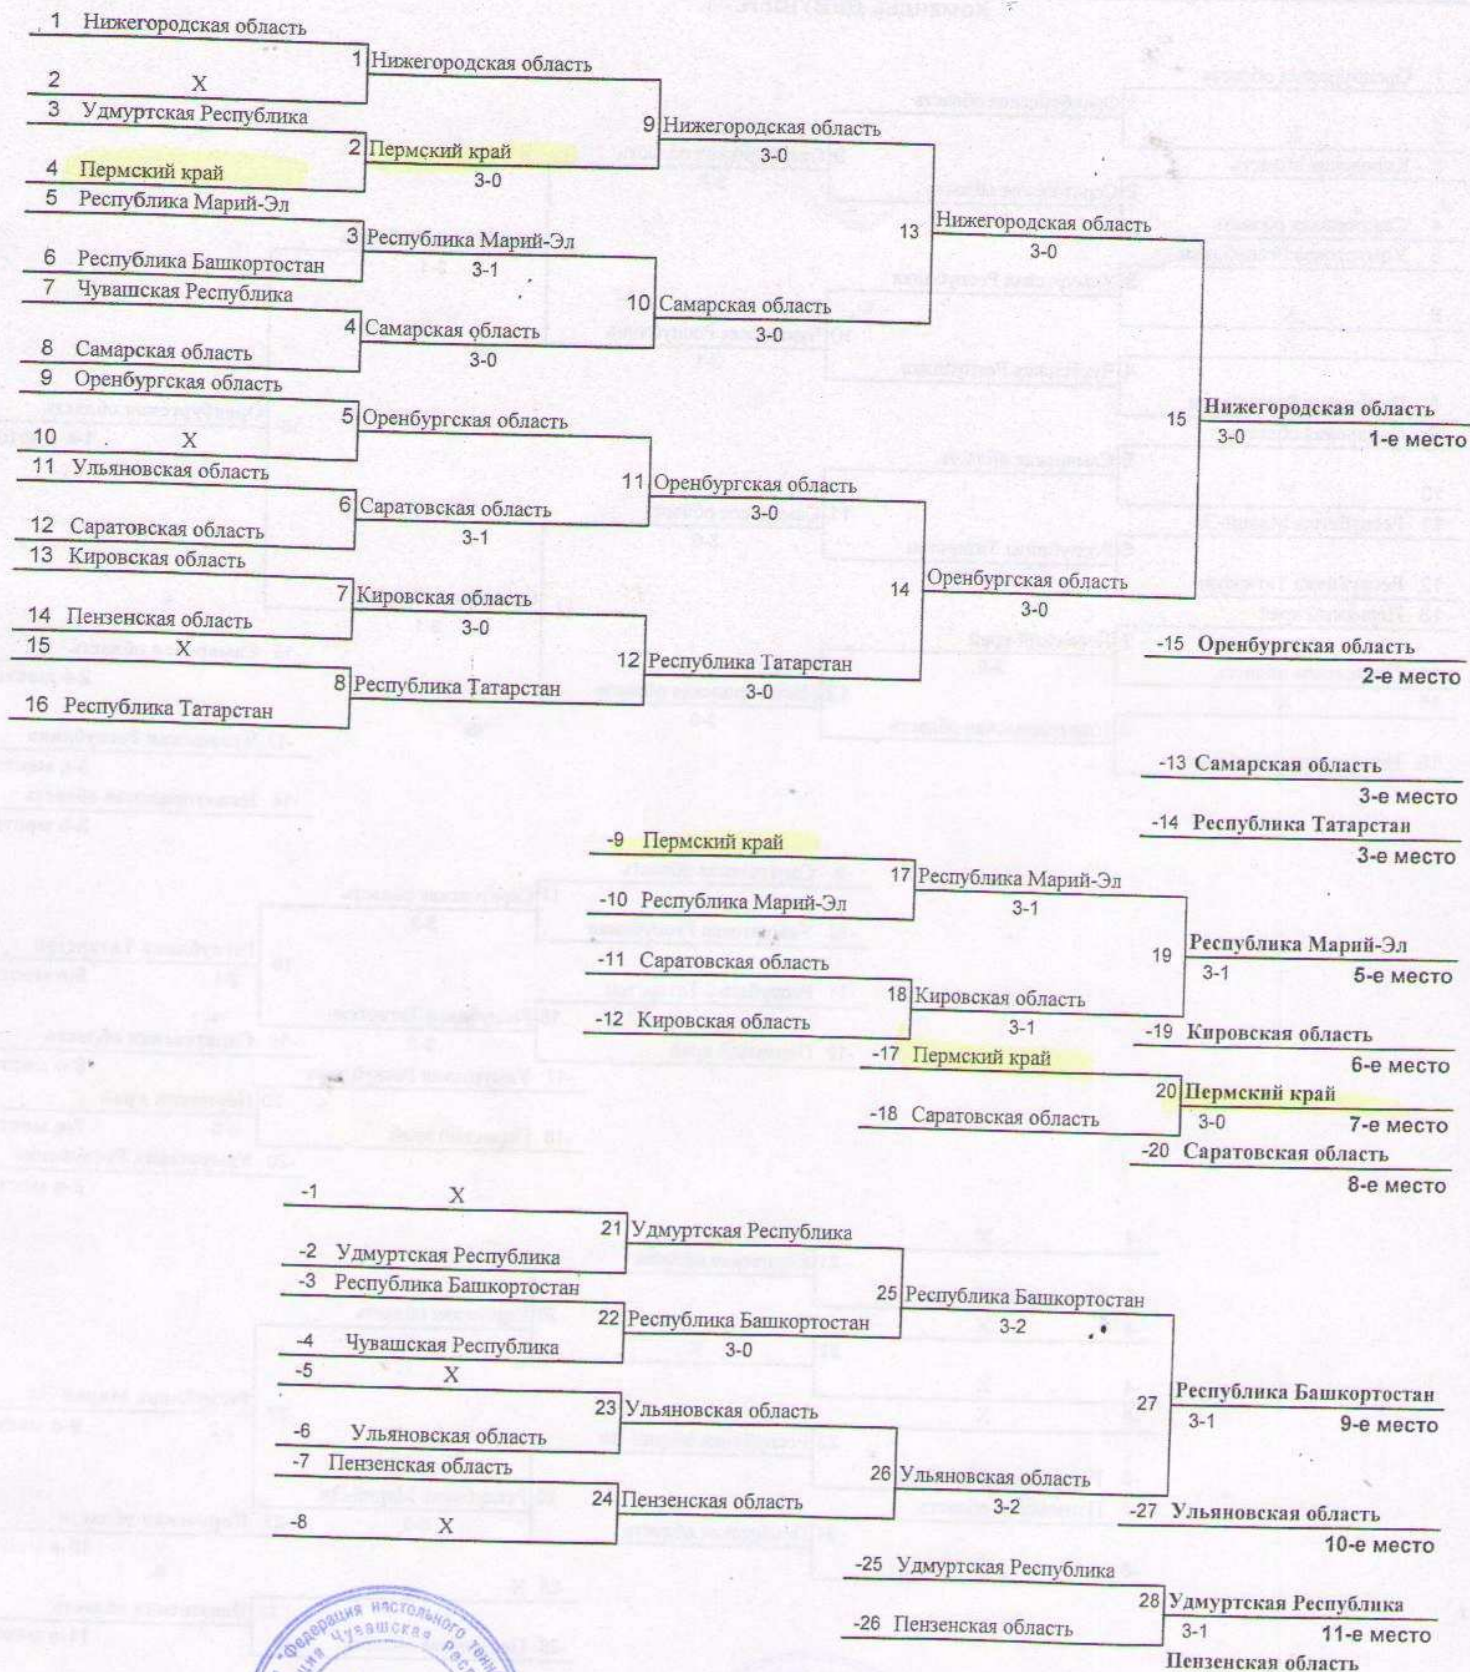 1 Нижегородская область
1 Нижегородская область
2 X
3 Удмуртская Республика
9 Нижегородская область
3-0
2 Пермский край
3-0
4 Пермский край
5 Республика Марий-Эл
13 Нижегородская область
3-0
3 Республика Марий-Эл
3-1
6 Республика Башкортостан
7 Чувашская Республика
10 Самарская область
3-0
4 Самарская область
3-0
8 Самарская область
9 Оренбургская область
15 Нижегородская область
3-0 1-е место
5 Оренбургская область
10 X
11 Ульяновская область
11 Оренбургская область
3-0
6 Саратовская область
3-1
12 Саратовская область
13 Кировская область
14 Оренбургская область
3-0
7 Кировская область
3-0
14 Пензенская область
15 X
-15 Оренбургская область
2-е место
12 Республика Татарстан
3-0
8 Республика Татарстан
16 Республика Татарстан
-13 Самарская область
3-е место
-14 Республика Татарстан
3-е место
-9 Пермский край
17 Республика Марий-Эл
3-1
-10 Республика Марий-Эл
19 Республика Марий-Эл
3-1 5-е место
-11 Саратовская область
18 Кировская область
3-1
-12 Кировская область
-19 Кировская область
6-е место
-17 Пермский край
20 Пермский край
3-0 7-е место
-18 Саратовская область
-20 Саратовская область
8-е место
-1 X
21 Удмуртская Республика
-2 Удмуртская Республика
-3 Республика Башкортостан
25 Республика Башкортостан
3-2
22 Республика Башкортостан
3-0
-4 Чувашская Республика
-5 X
27 Республика Башкортостан
3-1 9-е место
23 Ульяновская область
-6 Ульяновская область
-7 Пензенская область
26 Ульяновская область
3-2
24 Пензенская область
-8 X
-27 Ульяновская область
10-е место
-25 Удмуртская Республика
28 Удмуртская Республика
3-1 11-е место
-26 Пензенская область
Пензенская область
"Федерация настольного
Чувашская